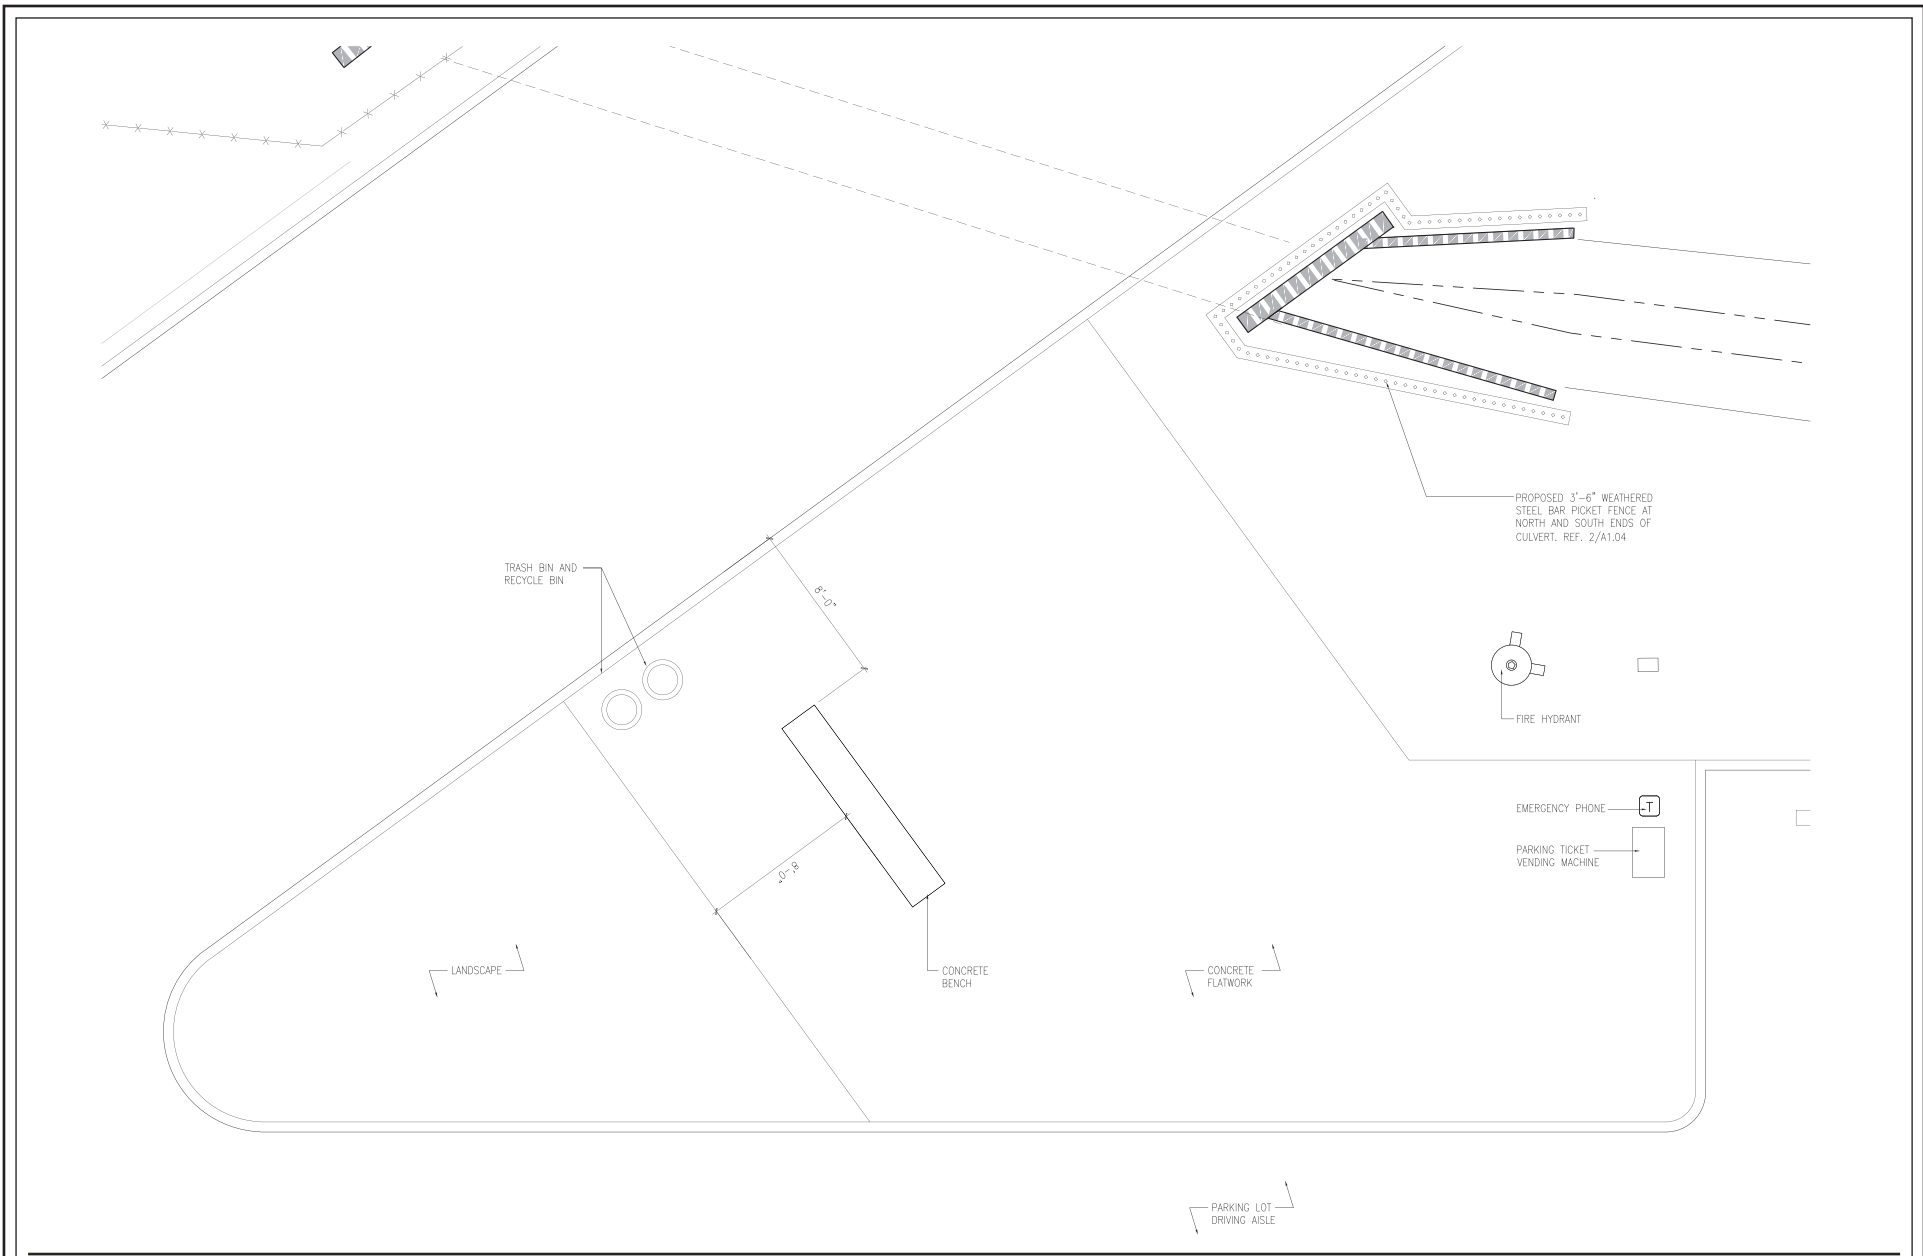 PROPOSED 3'-6" WEATHERED
STEEL BAR PICKET FENCE AT
NORTH AND SOUTH ENDS OF
CULVERT. REF. 2/A1.04
TRASH BIN AND
RECYCLE BIN
8'-0"
FIRE HYDRANT
EMERGENCY PHONE
T
PARKING TICKET
VENDING MACHINE
8'-0"
LANDSCAPE
CONCRETE
BENCH
CONCRETE
FLATWORK
PARKING LOT
DRIVING AISLE